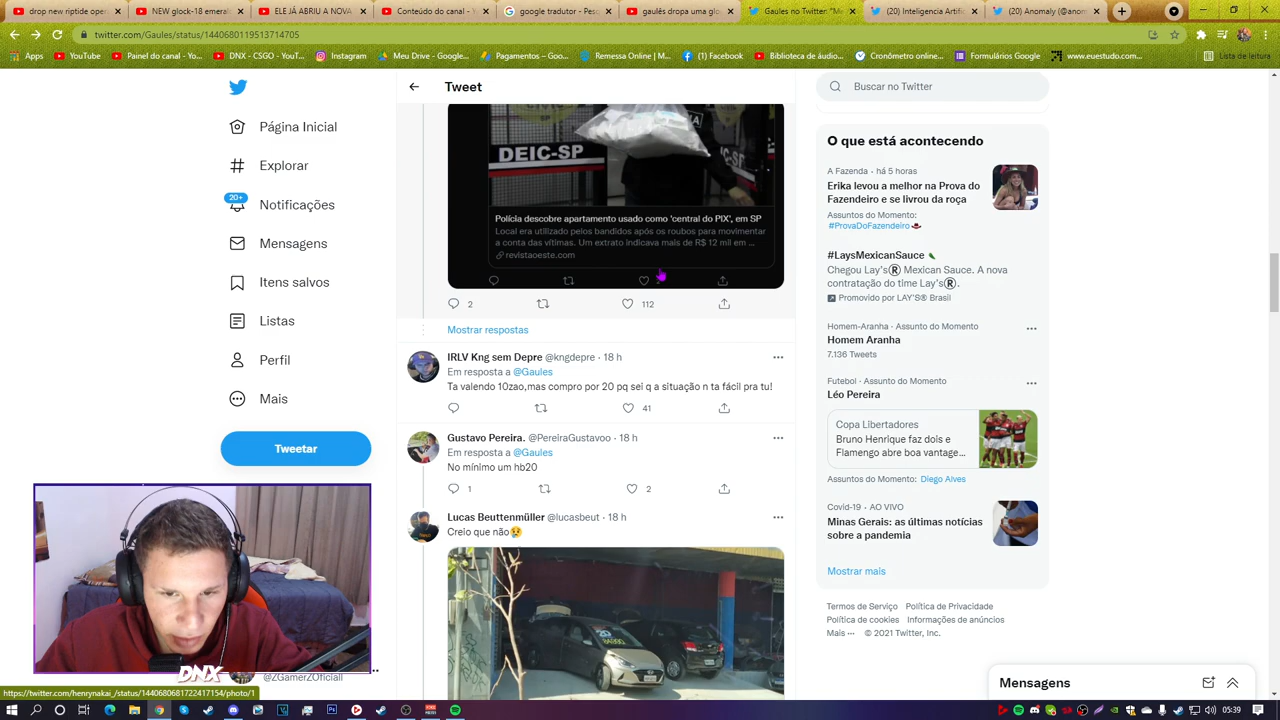 drop new riptide operation
NEW glock-18 emerald
ELE JÁ ABRIU A NOVA
Conteúdo do canal - Yo
google tradutor - Pesq
gaulês dropa uma glo
Gaules no Twitter: "Mo
(20) Inteligencia Artific
(20) Anomaly (@anom
twitter.com/Gaules/status/1440680119513714705
Apps
YouTube
Painel do canal - Yo...
DNX - CSGO - YouT...
Instagram
Meu Drive - Google...
Pagamentos – Goo...
Remessa Online | M...
(1) Facebook
Biblioteca de áudio...
Cronômetro online...
Formulários Google
www.euestudo.com...
Lista de leitura
Página Inicial
Explorar
20+
Notificações
Mensagens
Itens salvos
Listas
Perfil
Mais
Tweetar
DNX
@ZGamerZOficiall
https://twitter.com/henrynakai_/status/1440680681722417154/photo/1
Tweet
DEIC-SP
Polícia descobre apartamento usado como 'central do PIX', em SP
Local era utilizado pelos bandidos após os roubos para movimentar
a conta das vítimas. Um extrato indicava mais de R$ 12 mil em ...
revistaoeste.com
2 112
Mostrar respostas
IRLV Kng sem Depre @kngdepre · 18 h
Em resposta a @Gaules
Ta valendo 10zao,mas compro por 20 pq sei q a situação n ta fácil pra tu!
41
Gustavo Pereira. @PereiraGustavoo · 18 h
Em resposta a @Gaules
No mínimo um hb20
1 2
Lucas Beuttenmüller @lucasbeut · 18 h
Creio que não😢
Buscar no Twitter
O que está acontecendo
A Fazenda · há 5 horas
Erika levou a melhor na Prova do
Fazendeiro e se livrou da roça
Assuntos do Momento:
#ProvaDoFazendeiro
#LaysMexicanSauce
Chegou Lay's® Mexican Sauce. A nova
contratação do time Lay's®.
Promovido por LAY'S® Brasil
Homem-Aranha · Assunto do Momento
Homem Aranha
7.136 Tweets
Futebol · Assunto do Momento
Léo Pereira
Copa Libertadores
Bruno Henrique faz dois e
Flamengo abre boa vantage...
Assuntos do Momento: Diego Alves
Covid-19 · AO VIVO
Minas Gerais: as últimas notícias
sobre a pandemia
Mostrar mais
Termos de Serviço Política de Privacidade
Política de cookies Informações de anúncios
Mais ··· © 2021 Twitter, Inc.
Mensagens
05:39